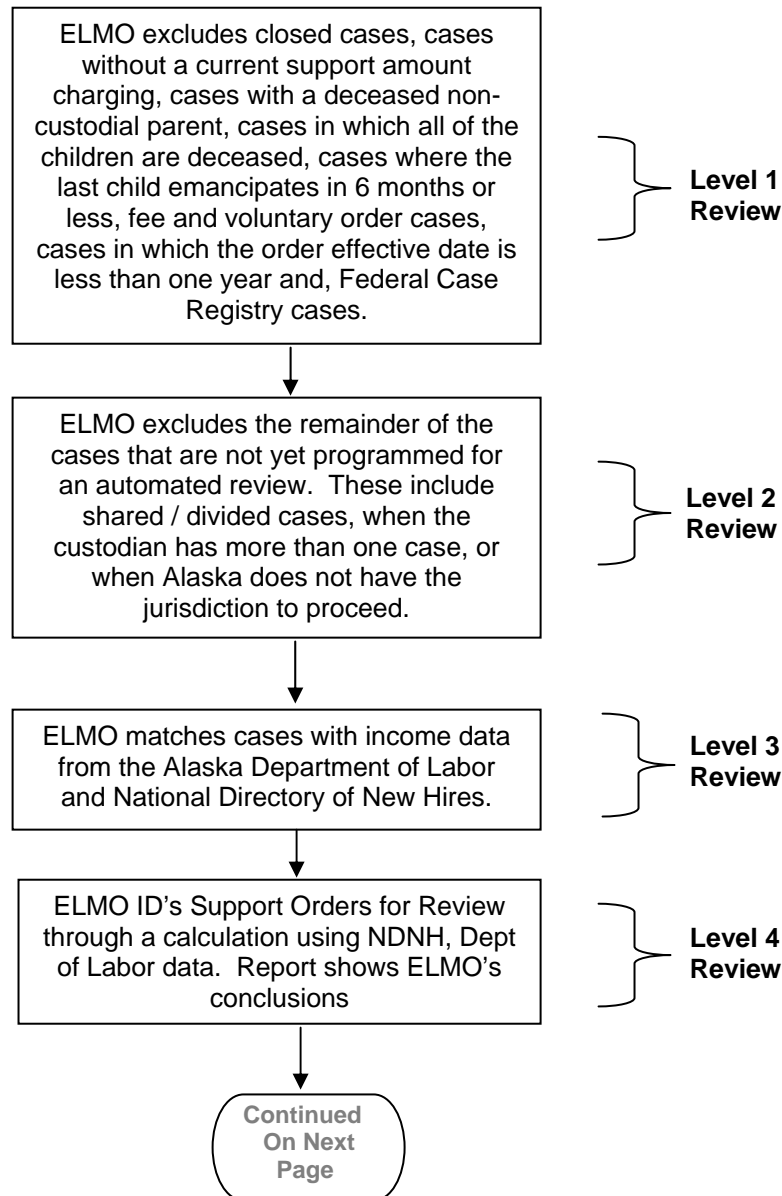 ELMO excludes closed cases, cases
without a current support amount
charging, cases with a deceased non-
custodial parent, cases in which all of the
children are deceased, cases where the
last child emancipates in 6 months or
less, fee and voluntary order cases,
cases in which the order effective date is
less than one year and, Federal Case
Registry cases.
Level 1
Review
ELMO excludes the remainder of the
cases that are not yet programmed for
an automated review.  These include
shared / divided cases, when the
custodian has more than one case, or
when Alaska does not have the
jurisdiction to proceed.
Level 2
Review
ELMO matches cases with income data
from the Alaska Department of Labor
and National Directory of New Hires.
Level 3
Review
ELMO ID's Support Orders for Review
through a calculation using NDNH, Dept
of Labor data.  Report shows ELMO's
conclusions
Level 4
Review
Continued
On Next
Page